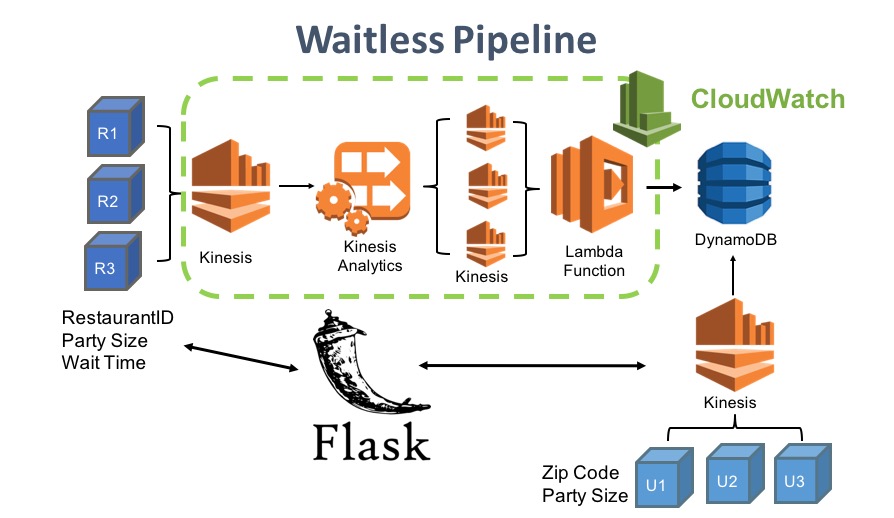 Waitless Pipeline
CloudWatch
R1
R2
R3
Kinesis
Kinesis
Analytics
Kinesis
Lambda
Function
DynamoDB
RestaurantID
Party Size
Wait Time
Flask
Kinesis
Zip Code
Party Size
U1
U2
U3